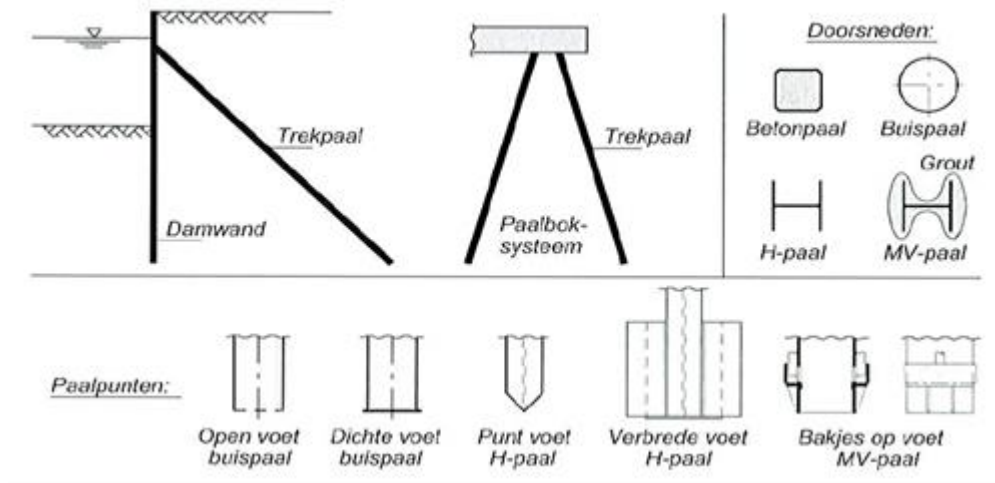 Trekpaal
Damwand
Trekpaal
Paalbok-
systeem
Doorsneden:
Betonpaal
Buispaal
Grout
H-paal
MV-paal
Paalpunten:
Open voet
buispaal
Dichte voet
buispaal
Punt voet
H-paal
Verbrede voet
H-paal
Bakjes op voet
MV-paal